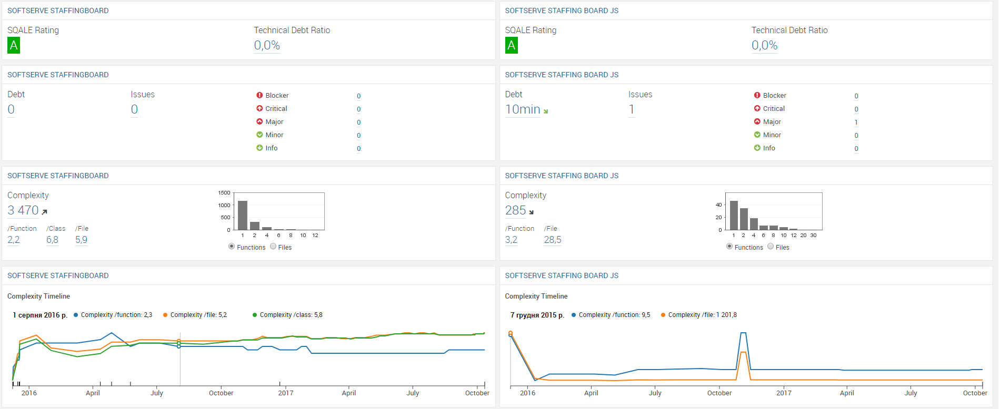 SOFTSERVE STAFFINGBOARD
SQALE Rating
Technical Debt Ratio
A
0,0%
SOFTSERVE STAFFING BOARD JS
SQALE Rating
Technical Debt Ratio
A
0,0%
SOFTSERVE STAFFINGBOARD
Debt
0
Issues
0
Blocker 0
Critical 0
Major 0
Minor 0
Info 0
SOFTSERVE STAFFING BOARD JS
Debt
10min
Issues
1
Blocker 0
Critical 0
Major 1
Minor 0
Info 0
SOFTSERVE STAFFINGBOARD
Complexity
3 470
/Function /Class /File
2,2 6,8 5,9
1500
1000
500
0
1 2 4 6 8 10 12
Functions Files
SOFTSERVE STAFFING BOARD JS
Complexity
285
/Function /File
3,2 28,5
40
20
0
1 2 4 6 8 10 12 20 30
Functions Files
SOFTSERVE STAFFINGBOARD
Complexity Timeline
1 серпня 2016 р. Complexity /function: 2,3 Complexity /file: 5,2 Complexity /class: 5,8
2016 April July October 2017 April July October
SOFTSERVE STAFFING BOARD JS
Complexity Timeline
7 грудня 2015 р. Complexity /function: 9,5 Complexity /file: 1 201,8
2016 April July October 2017 April July October